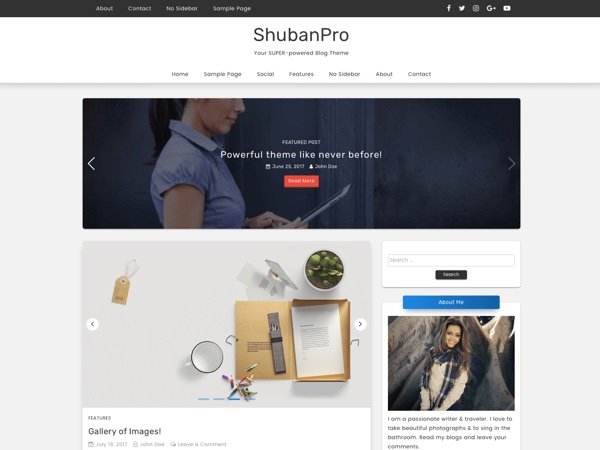 About Contact No Sidebar Sample Page
ShubanPro
Your SUPER-powered Blog Theme
Home Sample Page Social Features No Sidebar About Contact
FEATURED POST
Powerful theme like never before!
June 25, 2017 John Doe
Read More
Search ...
Search
About Me
FEATURES
Gallery of Images!
July 19, 2017 John Doe Leave a Comment
I am a passionate writer & traveler. I love to
take beautiful photographs & to sing in the
bathroom. Read my blogs and leave your
comments.